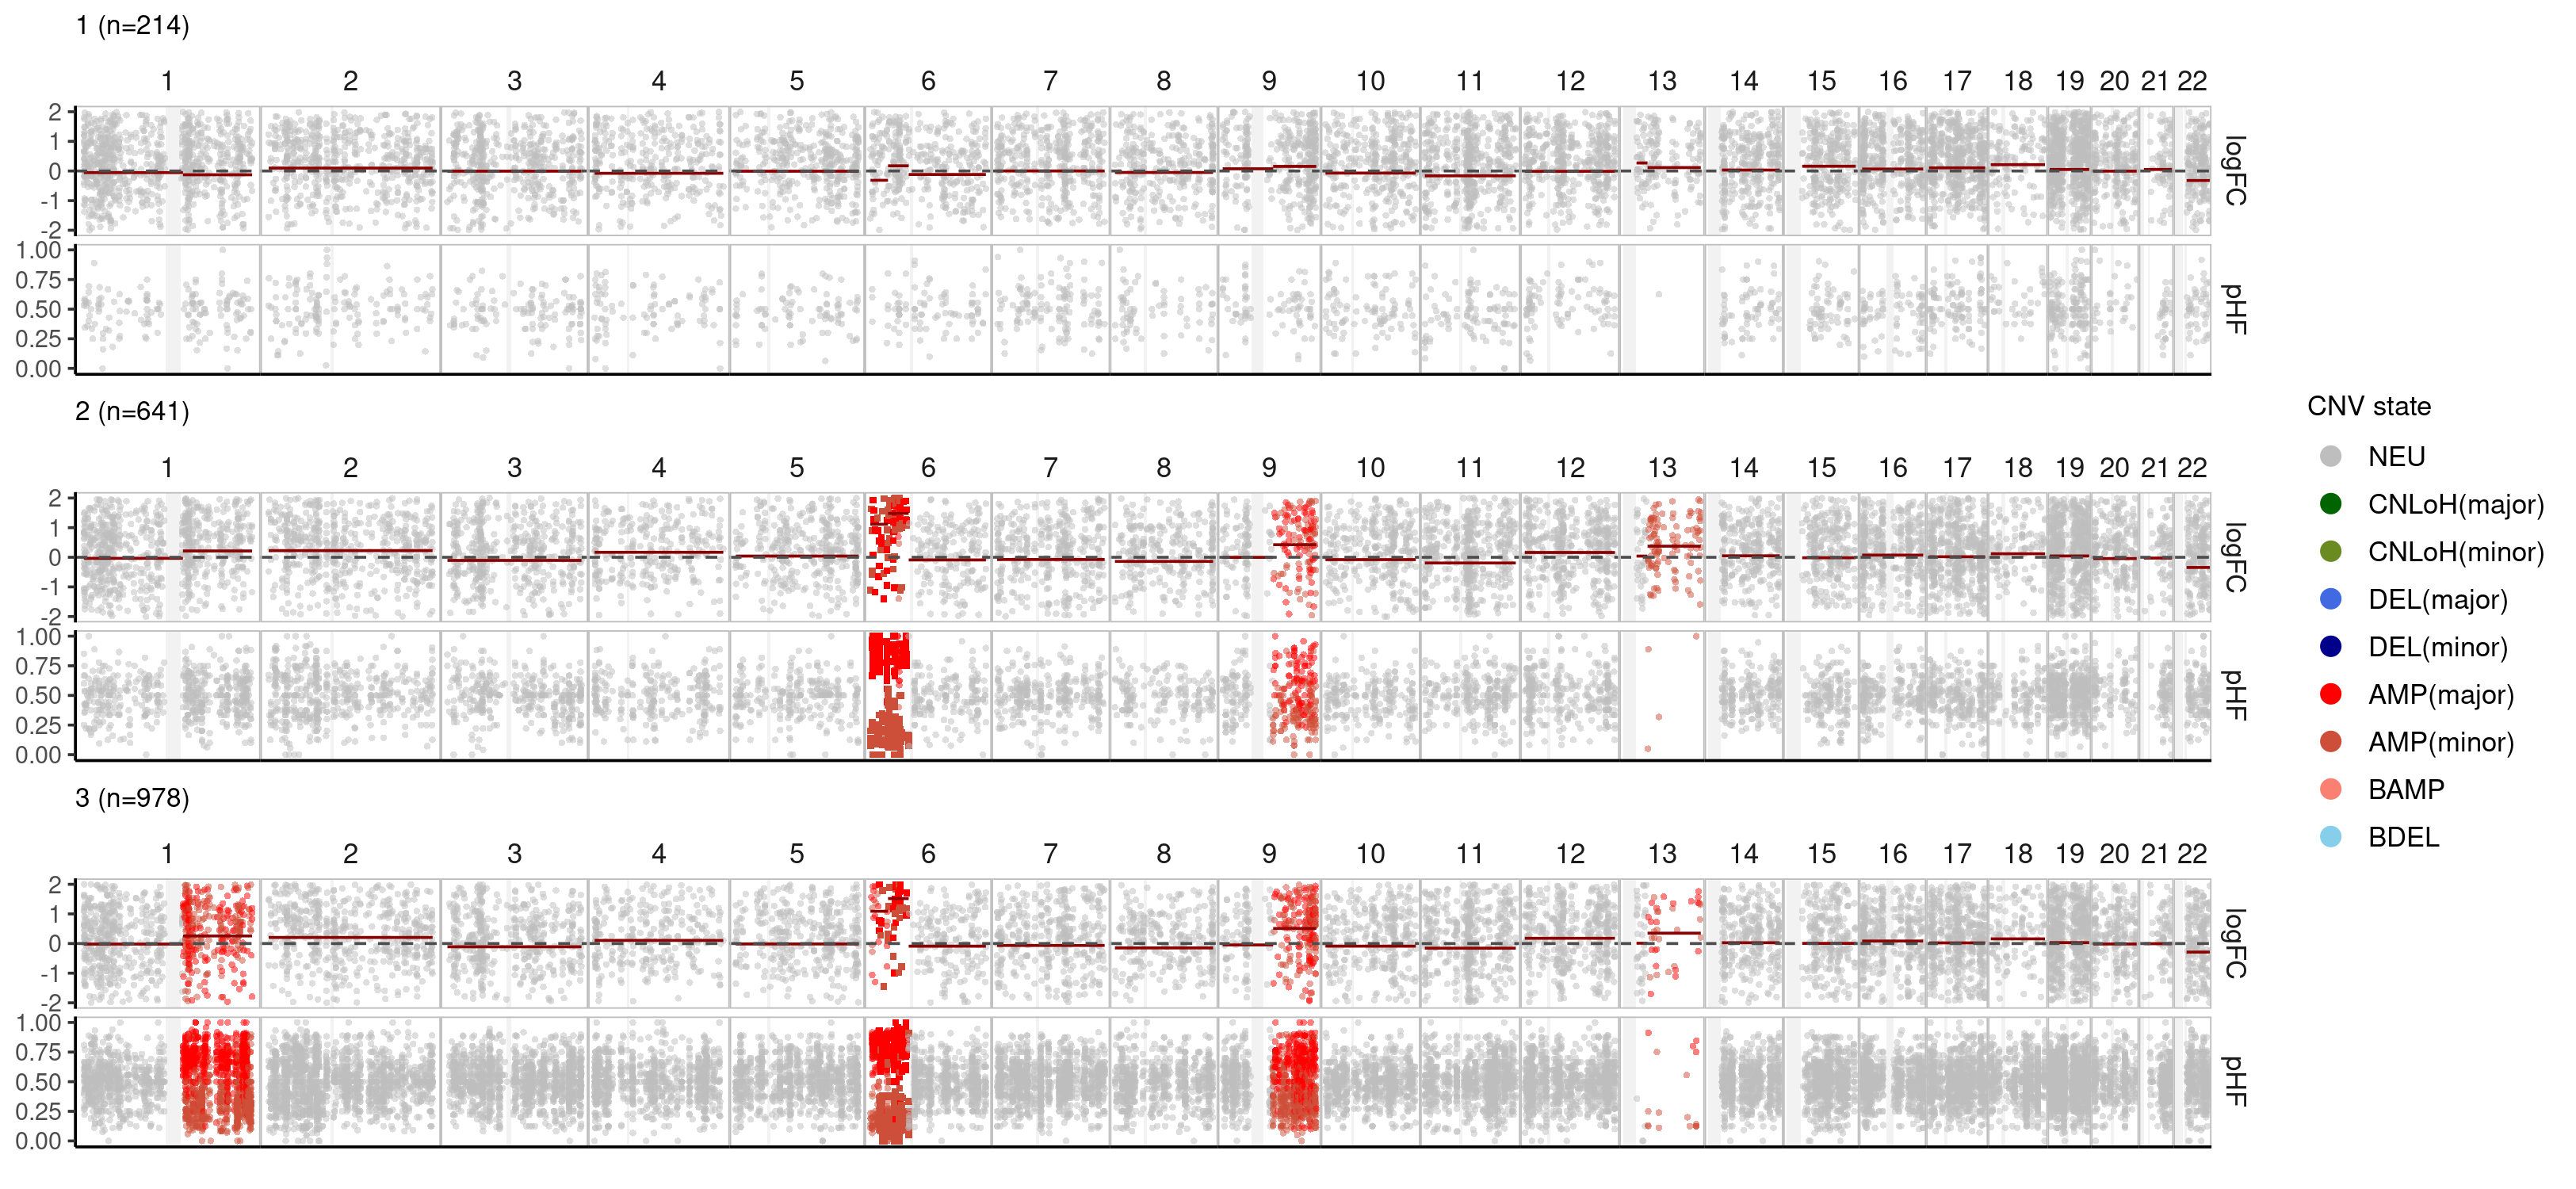 1 (n=214)
1 2 3 4 5 6 7 8 9 10 11 12 13 14 15 16 17 18 19 20 21 22
2
1
0
-1
-2
logFC
1.00
0.75
0.50
0.25
0.00
pHF
2 (n=641)
1 2 3 4 5 6 7 8 9 10 11 12 13 14 15 16 17 18 19 20 21 22
2
1
0
-1
-2
logFC
1.00
0.75
0.50
0.25
0.00
pHF
3 (n=978)
1 2 3 4 5 6 7 8 9 10 11 12 13 14 15 16 17 18 19 20 21 22
2
1
0
-1
-2
logFC
1.00
0.75
0.50
0.25
0.00
pHF
CNV state
NEU
CNLoH(major)
CNLoH(minor)
DEL(major)
DEL(minor)
AMP(major)
AMP(minor)
BAMP
BDEL